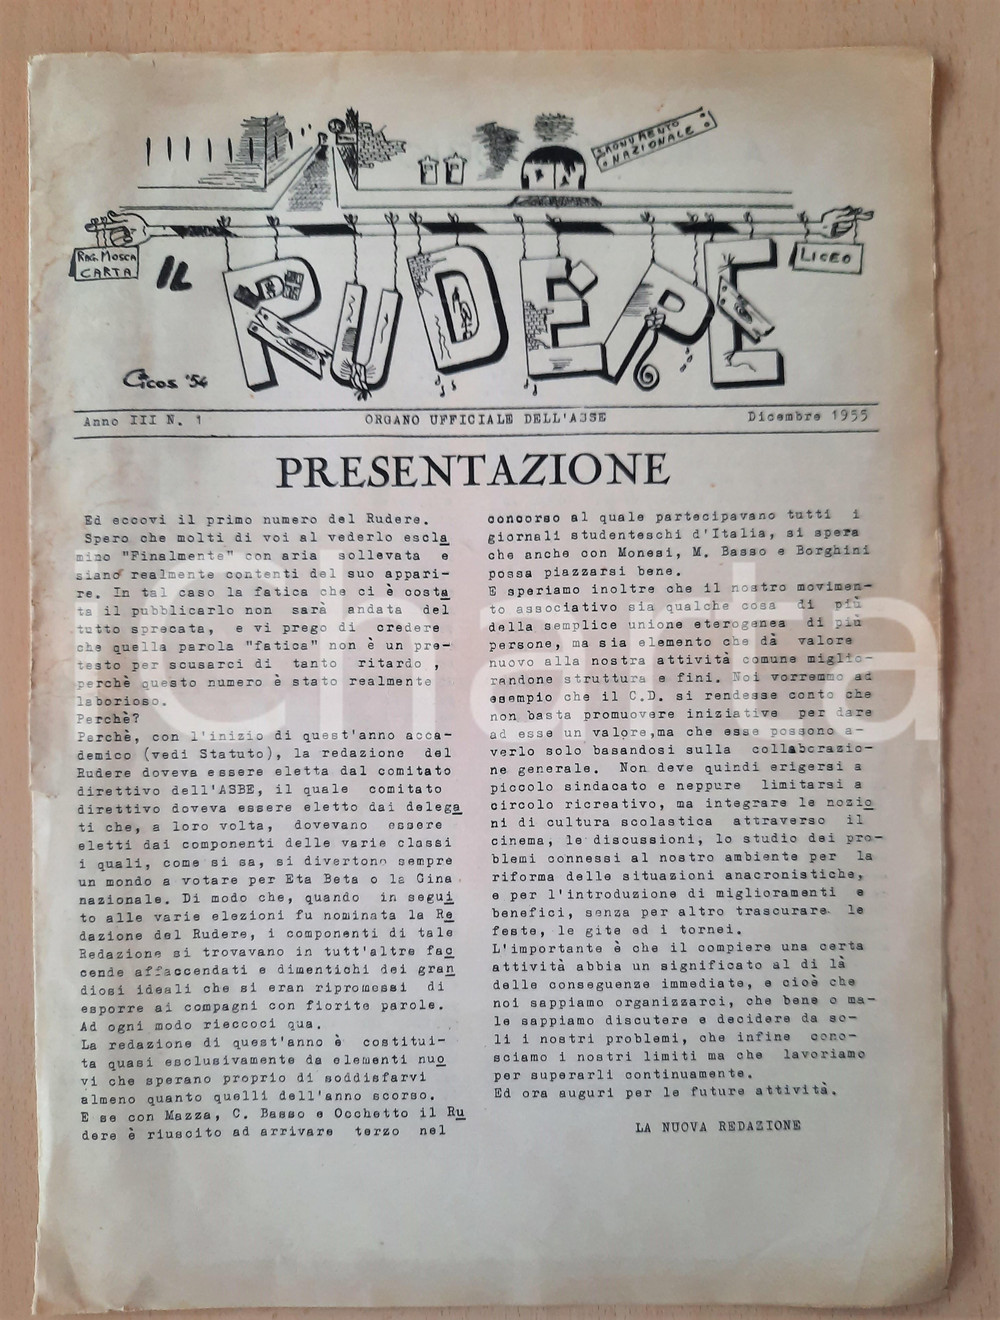 SMONUMENTO
NAZIONALE
RAG. MOSCA
CARTA
LICEO
IL
RUDERE
Cicos '54
Anno III N. 1
ORGANO UFFICIALE DELL'ASBE
Dicembre 1955
PRESENTAZIONE
Ed eccovi il primo numero del Rudere.
Spero che molti di voi al vederlo escla
mino "Finalmente" con aria sollevata e
siano realmente contenti del suo appari-
re. In tal caso la fatica che ci è costa
ta il pubblicarlo non sarà andata del
tutto sprecata, e vi prego di credere
che quella parola "fatica" non è un pre-
testo per scusarci di tanto ritardo ,
perchè questo numero è stato realmente
laborioso.
Perchè?
Perchè, con l'inizio di quest'anno acca-
demico (vedi Statuto), la redazione del
Rudere doveva essere eletta dal comitato
direttivo dell'ASBE, il quale comitato
direttivo doveva essere eletto dai delega
ti che, a loro volta, dovevano essere
eletti dai componenti delle varie classi
i quali, come si sa, si divertono sempre
un mondo a votare per Eta Beta o la Gina
nazionale. Di modo che, quando in segui
to alle varie elezioni fu nominata la Re
dazione del Rudere, i componenti di tale
Redazione si trovavano in tutt'altre fac
cende affaccendati e dimentichi dei gran
diosi ideali che si eran ripromessi di
esporre ai compagni con fiorite parole.
Ad ogni modo rieccoci qua.
La redazione di quest'anno è costitui-
ta quasi esclusivamente da elementi nuo
vi che sperano proprio di soddisfarvi
almeno quanto quelli dell'anno scorso.
E se con Mazza, C. Basso e Occhetto il Ru
dere è riuscito ad arrivare terzo nel
concorso al quale partecipavano tutti i
giornali studenteschi d'Italia, si spera
che anche con Monesi, M. Basso e Borghini
possa piazzarsi bene.
E speriamo inoltre che il nostro movimen-
to associativo sia qualche cosa di più
della semplice unione eterogenea di più
persone, ma sia elemento che dà valore
nuovo alla nostra attività comune miglio-
randone struttura e fini. Noi vorremmo ad
esempio che il C.D. si rendesse conto che
non basta promuovere iniziative per dare
ad esse un valore,ma che esse possono a-
verlo solo basandosi sulla collaborazio-
ne generale. Non deve quindi erigersi a
piccolo sindacato e neppure limitarsi a
circolo ricreativo, ma integrare le nozio
ni di cultura scolastica attraverso il
cinema, le discussioni, lo studio dei pro-
blemi connessi al nostro ambiente per la
riforma delle situazioni anacronistiche,
e per l'introduzione di miglioramenti e
benefici, senza per altro trascurare le
feste, le gite ed i tornei.
L'importante è che il compiere una certa
attività abbia un significato al di là
delle conseguenze immediate, e cioè che
noi sappiamo organizzarci, che bene o ma-
le sappiamo discutere e decidere da so-
li i nostri problemi, che infine cono-
sciamo i nostri limiti ma che lavoriamo
per superarli continuamente.
Ed ora auguri per le future attività.
LA NUOVA REDAZIONE
Charta